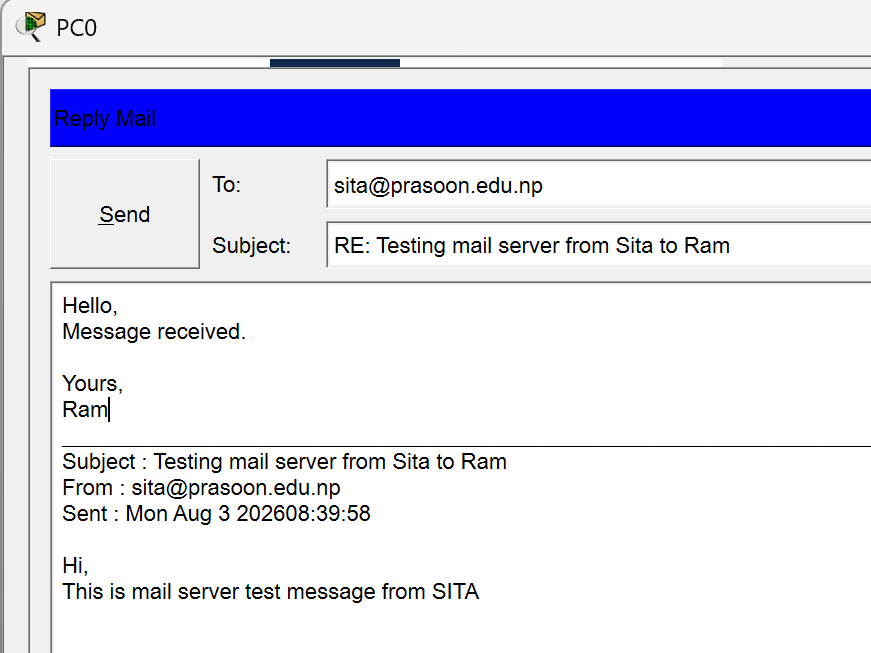 PC0
Reply Mail
Send
To:
sita@prasoon.edu.np
Subject:
RE: Testing mail server from Sita to Ram
Hello,
Message received.
Yours,
Ram
Subject : Testing mail server from Sita to Ram
From : sita@prasoon.edu.np
Sent : Mon Aug 3 202608:39:58
Hi,
This is mail server test message from SITA